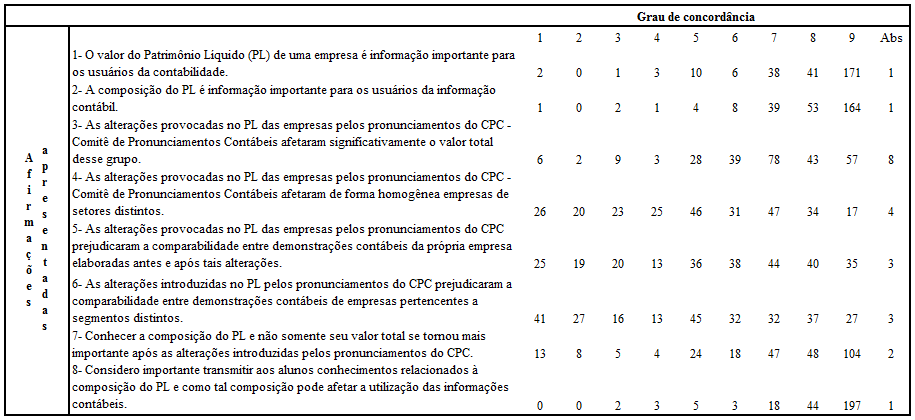 Grau de concordância
1 2 3 4 5 6 7 8 9 Abs
Afirmações apresentadas
1- O valor do Patrimônio Líquido (PL) de uma empresa é informação importante para
os usuários da contabilidade. 2 0 1 3 10 6 38 41 171 1
2- A composição do PL é informação importante para os usuários da informação
contábil. 1 0 2 1 4 8 39 53 164 1
3- As alterações provocadas no PL das empresas pelos pronunciamentos do CPC -
Comitê de Pronunciamentos Contábeis afetaram significativamente o valor total
desse grupo. 6 2 9 3 28 39 78 43 57 8
4- As alterações provocadas no PL das empresas pelos pronunciamentos do CPC -
Comitê de Pronunciamentos Contábeis afetaram de forma homogênea empresas de
setores distintos. 26 20 23 25 46 31 47 34 17 4
5- As alterações provocadas no PL das empresas pelos pronunciamentos do CPC
prejudicaram a comparabilidade entre demonstrações contábeis da própria empresa
elaboradas antes e após tais alterações. 25 19 20 13 36 38 44 40 35 3
6- As alterações introduzidas no PL pelos pronunciamentos do CPC prejudicaram a
comparabilidade entre demonstrações contábeis de empresas pertencentes a
segmentos distintos. 41 27 16 13 45 32 32 37 27 3
7- Conhecer a composição do PL e não somente seu valor total se tornou mais
importante após as alterações introduzidas pelos pronunciamentos do CPC. 13 8 5 4 24 18 47 48 104 2
8- Considero importante transmitir aos alunos conhecimentos relacionados à
composição do PL e como tal composição pode afetar a utilização das informações
contábeis. 0 0 2 3 5 3 18 44 197 1